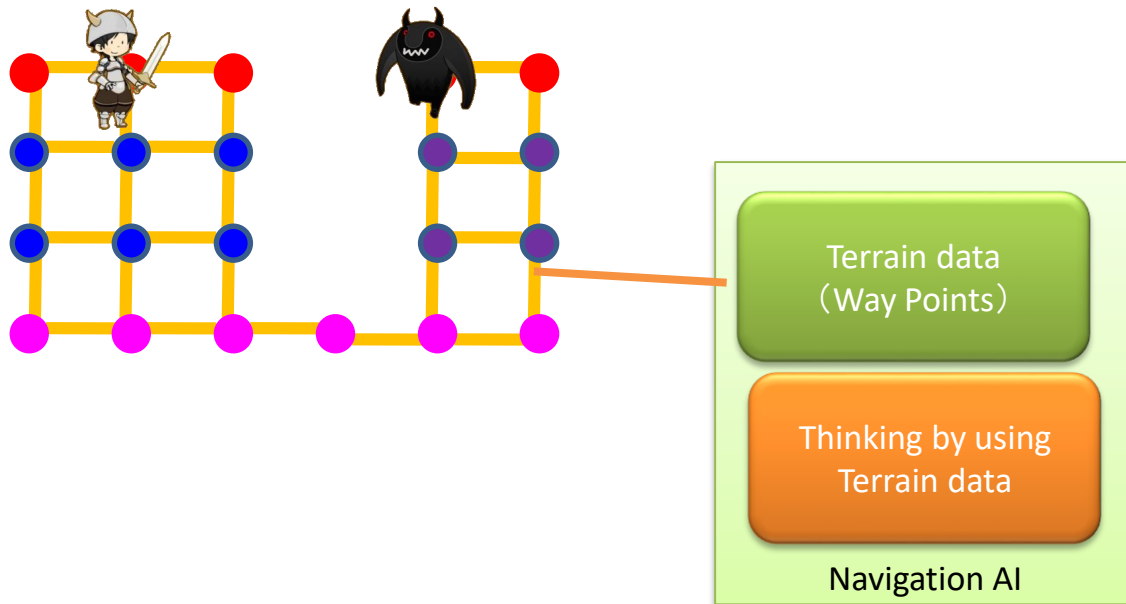 Terrain data
（Way Points）
Thinking by using
Terrain data
Navigation AI